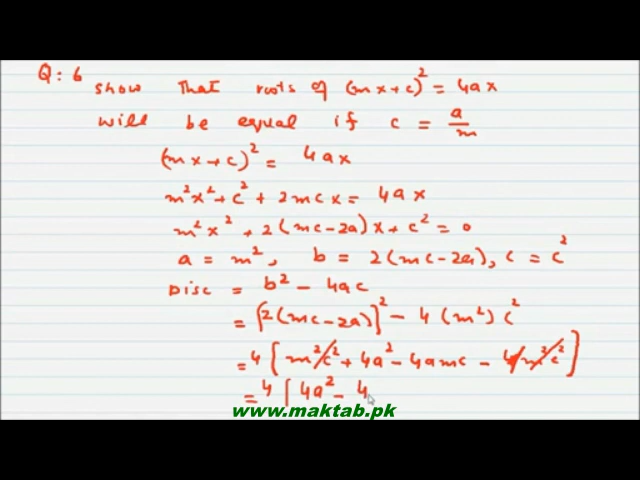 Q: 6
show that roots of (mx+c)² = 4ax
will be equal if c = a/m
(mx+c)² = 4ax
m²x² + c² + 2mcx = 4ax
m²x² + 2(mc-2a)x + c² = 0
a = m², b = 2(mc-2a), c = c²
Disc = b² - 4ac
= [2(mc-2a)]² - 4(m²)c²
= 4[m²c² + 4a² - 4amc - 4m²c²]
= 4[4a² - 4
www.maktab.pk